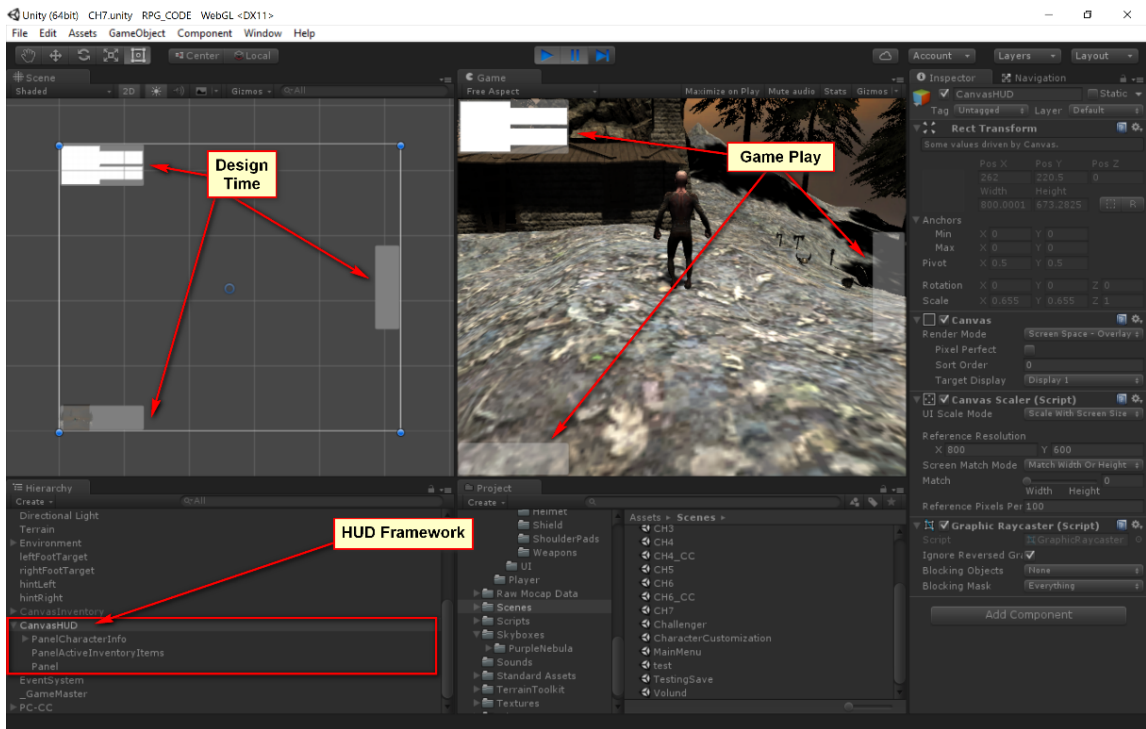 Unity (64bit) CH7.unity RPG_CODE WebGL <DX11>
File Edit Assets GameObject Component Window Help
Center Local Account Layers Layout
Scene
Shaded 2D Gizmos All
Design
Time
Game
Free Aspect Maximize on Play Mute audio Stats Gizmos
Game Play
Inspector Navigation
CanvasHUD Static
Tag Untagged Layer Default
Rect Transform
Some values driven by Canvas.
Pos X Pos Y Pos Z
262 220.5 0
Width Height
800.0001 673.2825 R
Anchors
Min X 0 Y 0
Max X 0 Y 0
Pivot X 0.5 Y 0.5
Rotation X 0 Y 0 Z 0
Scale X 0.655 Y 0.655 Z 1
Canvas
Render Mode Screen Space - Overlay
Pixel Perfect
Sort Order 0
Target Display Display 1
Canvas Scaler (Script)
UI Scale Mode Scale With Screen Size
Reference Resolution
X 800 Y 600
Screen Match Mode Match Width Or Height
Match 0
Width Height
Reference Pixels Per 100
Graphic Raycaster (Script)
Script GraphicRaycaster
Ignore Reversed Gra
Blocking Objects None
Blocking Mask Everything
Add Component
Hierarchy
Create All
Directional Light
Terrain
Environment
leftFootTarget
rightFootTarget
hintLeft
hintRight
CanvasInventory
CanvasHUD
PanelCharacterInfo
PanelActiveInventoryItems
Panel
EventSystem
_GameMaster
PC-CC
HUD Framework
Project
Create
Helmet
Shield
ShoulderPads
Weapons
UI
Player
Raw Mocap Data
Scenes
Scripts
Skyboxes
PurpleNebula
Sounds
Standard Assets
TerrainToolkit
Textures
Assets Scenes
CH3
CH4
CH4_CC
CH5
CH6
CH6_CC
CH7
Challenger
CharacterCustomization
MainMenu
test
TestingSave
Volund